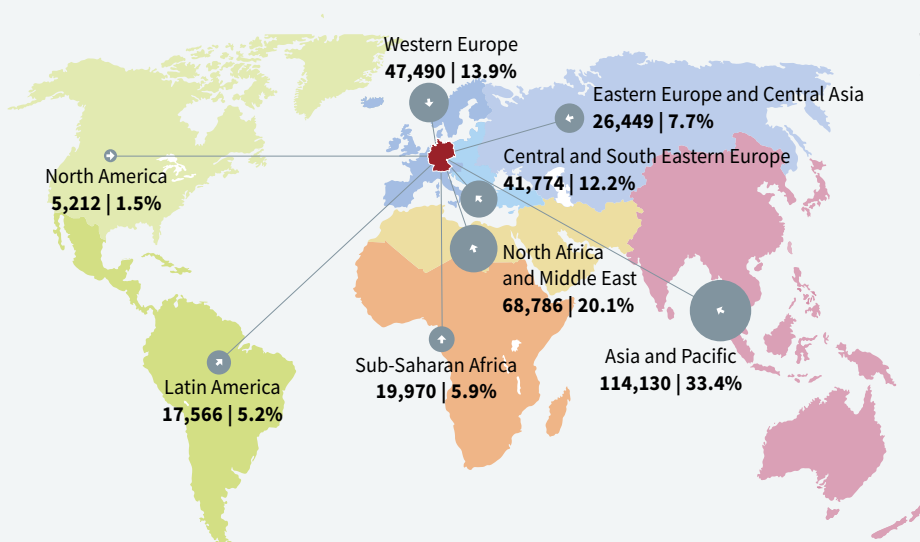 Western Europe
47,490 | 13.9%
Eastern Europe and Central Asia
26,449 | 7.7%
Central and South Eastern Europe
41,774 | 12.2%
North America
5,212 | 1.5%
North Africa
and Middle East
68,786 | 20.1%
Asia and Pacific
114,130 | 33.4%
Sub-Saharan Africa
19,970 | 5.9%
Latin America
17,566 | 5.2%